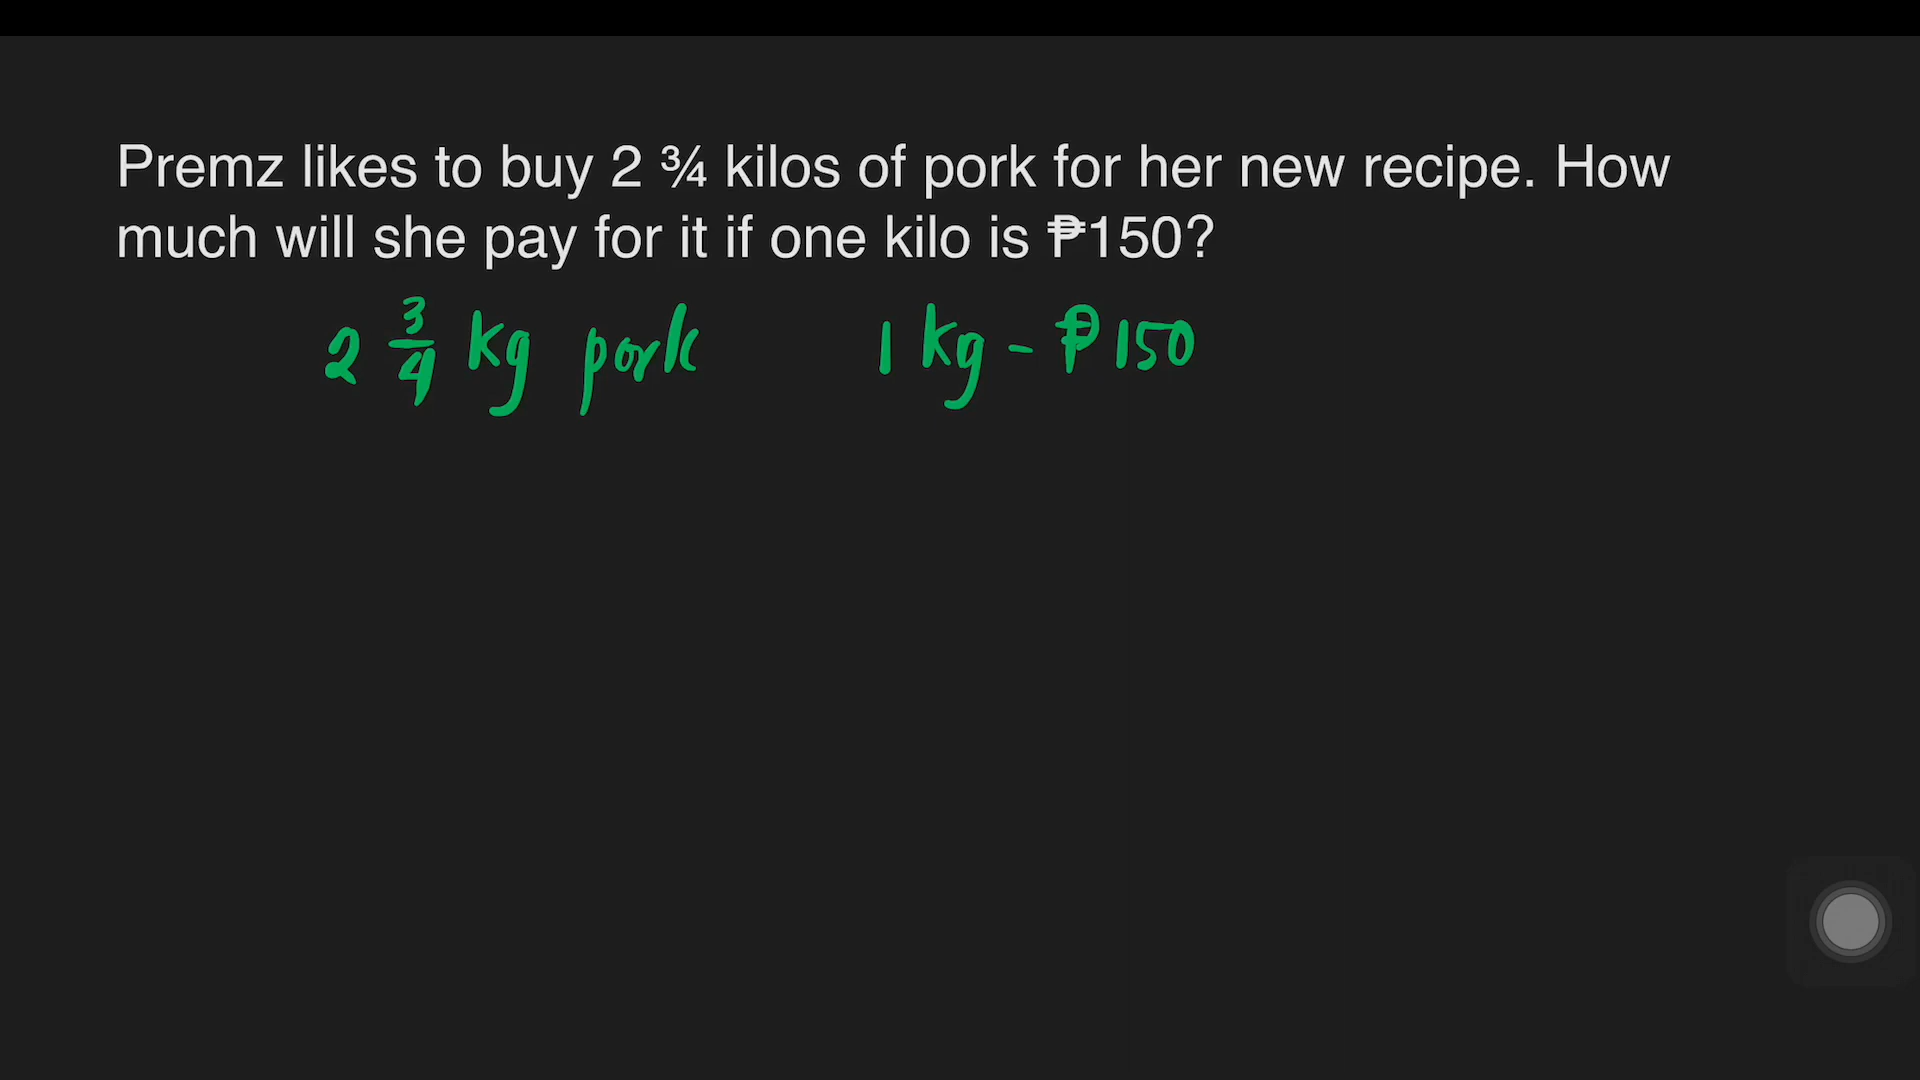 Premz likes to buy 2 ¾ kilos of pork for her new recipe. How
much will she pay for it if one kilo is ₱150?
2 3/4 kg pork 1 kg - ₱150